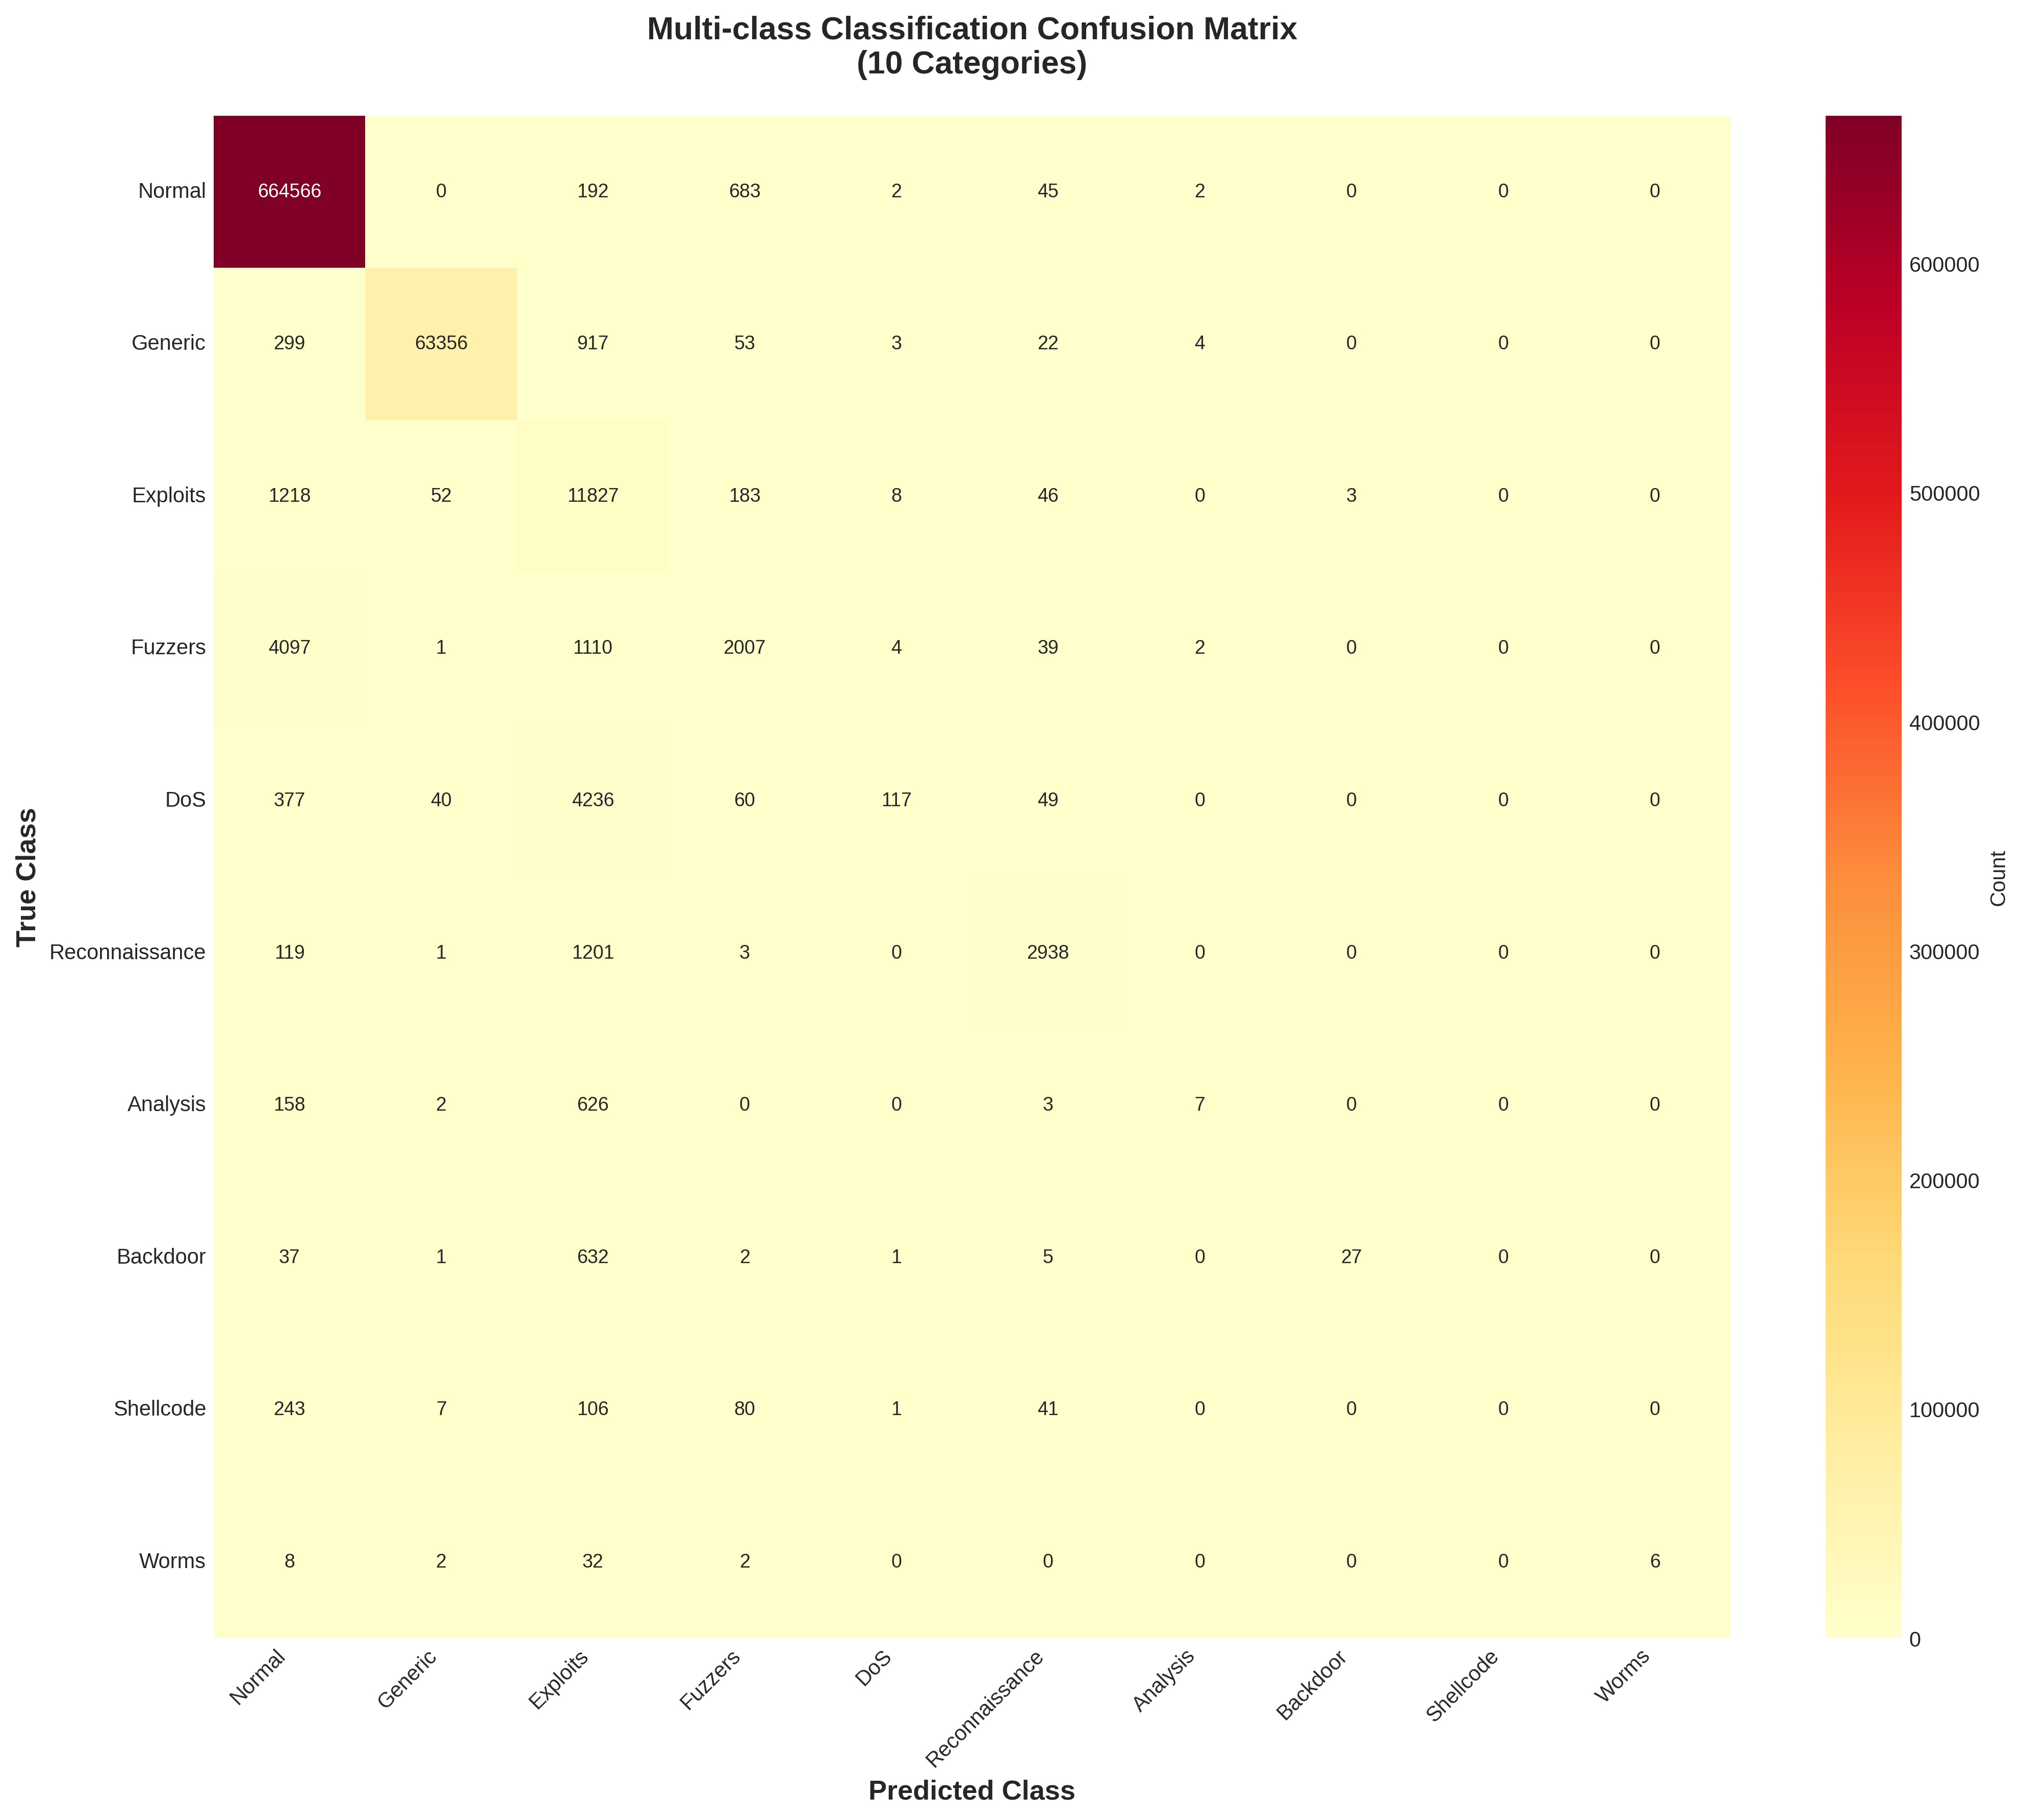 Multi-class Classification Confusion Matrix
(10 Categories)
Normal 664566 0 192 683 2 45 2 0 0 0
Generic 299 63356 917 53 3 22 4 0 0 0
Exploits 1218 52 11827 183 8 46 0 3 0 0
Fuzzers 4097 1 1110 2007 4 39 2 0 0 0
DoS 377 40 4236 60 117 49 0 0 0 0
Reconnaissance 119 1 1201 3 0 2938 0 0 0 0
Analysis 158 2 626 0 0 3 7 0 0 0
Backdoor 37 1 632 2 1 5 0 27 0 0
Shellcode 243 7 106 80 1 41 0 0 0 0
Worms 8 2 32 2 0 0 0 0 0 6
Normal Generic Exploits Fuzzers DoS Reconnaissance Analysis Backdoor Shellcode Worms
Predicted Class
True Class
600000
500000
400000
300000
200000
100000
0
Count